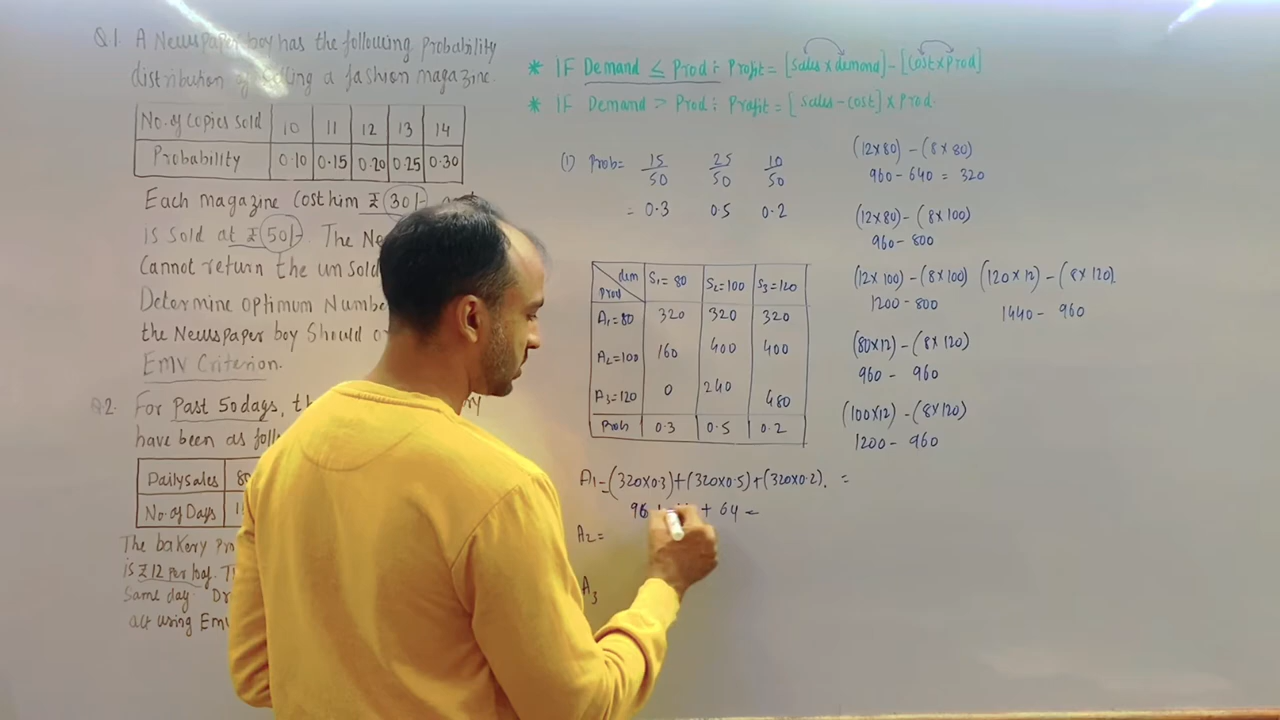 Q.1. A Newspaper boy has the following Probability
distribution of selling a fashion magazine.
No. of Copies Sold 10 11 12 13 14
Probability 0.10 0.15 0.20 0.25 0.30
Each magazine Cost him ₹ 30/-
is Sold at ₹ 50/-. The Ne
Cannot return the unsold
Determine Optimum Number
the Newspaper boy Should or
EMV Criterion.
Q.2. For Past 50 days, th
have been as foll
Daily Sales 80
No. of Days 1
The bakery Pro
is ₹ 12 Per loaf. T
Same day. Dr
alt using Emv
* IF Demand ≤ Prod : Profit = [Sales x demand] - [Cost x Prod]
* IF Demand > Prod : Profit = [Sales - Cost] x Prod.
(1) Prob = 15/50 25/50 10/50
= 0.3 0.5 0.2
dem
Prod S1 = 80 S2 = 100 S3 = 120
A1 = 80 320 320 320
A2 = 100 160 400 400
A3 = 120 0 240 480
Prob 0.3 0.5 0.2
A1 = (320x0.3) + (320x0.5) + (320x0.2). =
96 + 64 =
A2 =
A3
(12x80) - (8x80)
960 - 640 = 320
(12x80) - (8x100)
960 - 800
(12x100) - (8x100) (120x12) - (8x120).
1200 - 800 1440 - 960
(80x12) - (8x120)
960 - 960
(100x12) - (8x120)
1200 - 960